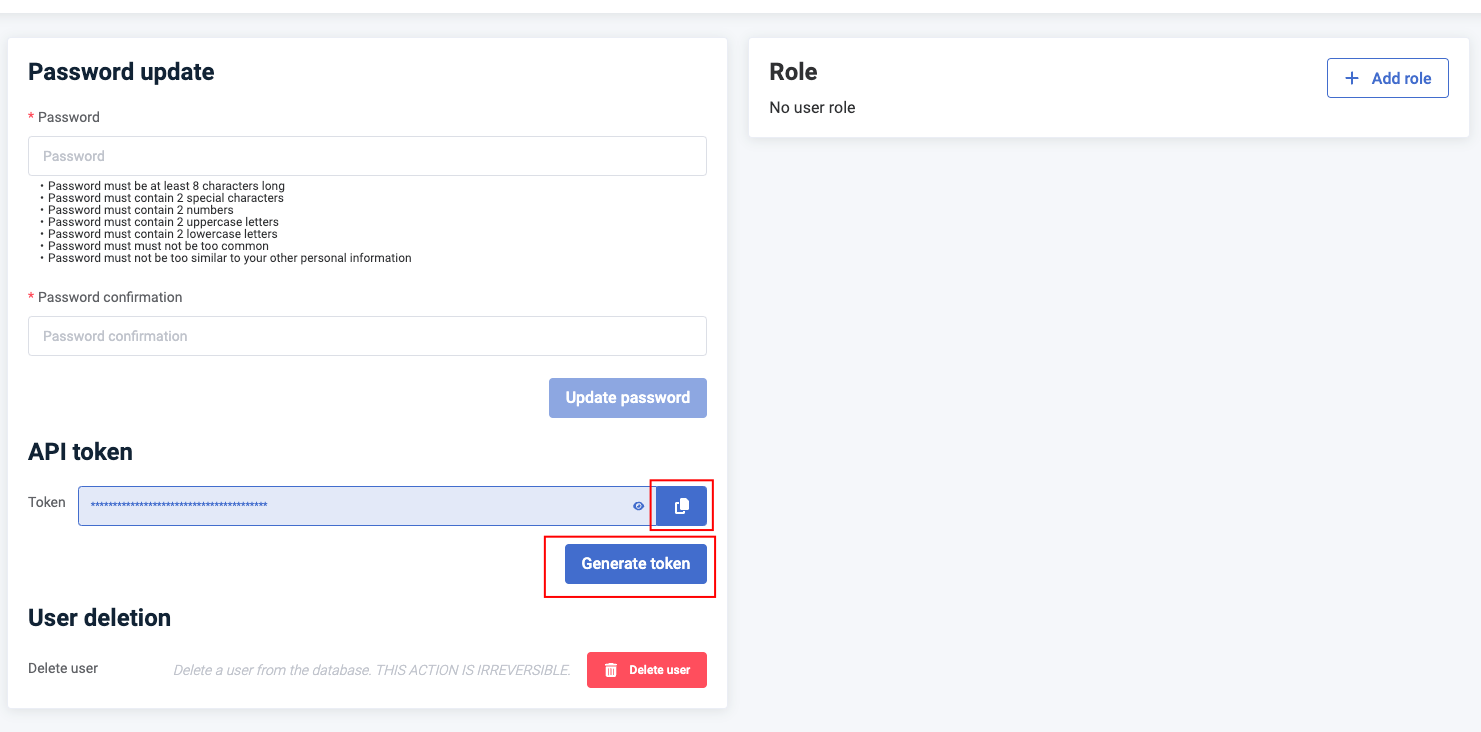 Password update
* Password
Password
• Password must be at least 8 characters long
• Password must contain 2 special characters
• Password must contain 2 numbers
• Password must contain 2 uppercase letters
• Password must contain 2 lowercase letters
• Password must must not be too common
• Password must not be too similar to your other personal information
* Password confirmation
Password confirmation
Update password
API token
Token ****************************************
Generate token
User deletion
Delete user Delete a user from the database. THIS ACTION IS IRREVERSIBLE. Delete user
Role
+ Add role
No user role